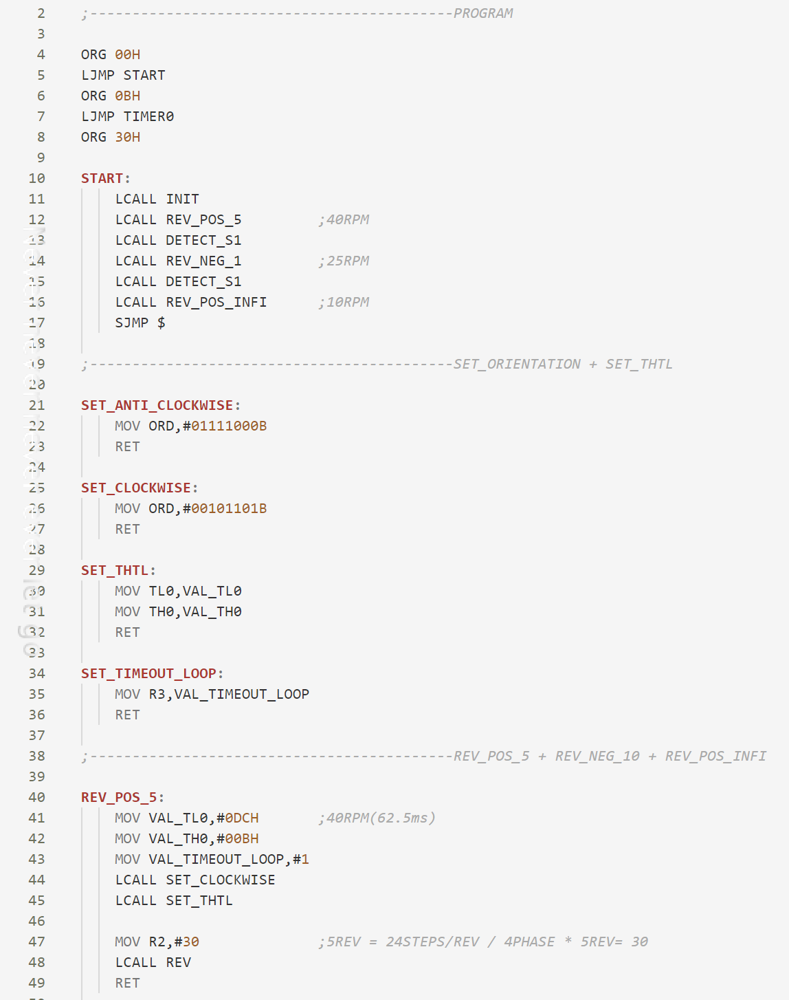 2 ;-------------------------------------------PROGRAM
3
4 ORG 00H
5 LJMP START
6 ORG 0BH
7 LJMP TIMER0
8 ORG 30H
9
10 START:
11 LCALL INIT
12 LCALL REV_POS_5 ;40RPM
13 LCALL DETECT_S1
14 LCALL REV_NEG_1 ;25RPM
15 LCALL DETECT_S1
16 LCALL REV_POS_INFI ;10RPM
17 SJMP $
18
19 ;-------------------------------------------SET_ORIENTATION + SET_THTL
20
21 SET_ANTI_CLOCKWISE:
22 MOV ORD,#01111000B
23 RET
24
25 SET_CLOCKWISE:
26 MOV ORD,#00101101B
27 RET
28
29 SET_THTL:
30 MOV TL0,VAL_TL0
31 MOV TH0,VAL_TH0
32 RET
33
34 SET_TIMEOUT_LOOP:
35 MOV R3,VAL_TIMEOUT_LOOP
36 RET
37
38 ;-------------------------------------------REV_POS_5 + REV_NEG_10 + REV_POS_INFI
39
40 REV_POS_5:
41 MOV VAL_TL0,#0DCH ;40RPM(62.5ms)
42 MOV VAL_TH0,#00BH
43 MOV VAL_TIMEOUT_LOOP,#1
44 LCALL SET_CLOCKWISE
45 LCALL SET_THTL
46
47 MOV R2,#30 ;5REV = 24STEPS/REV / 4PHASE * 5REV= 30
48 LCALL REV
49 RET
Never never never ever let go